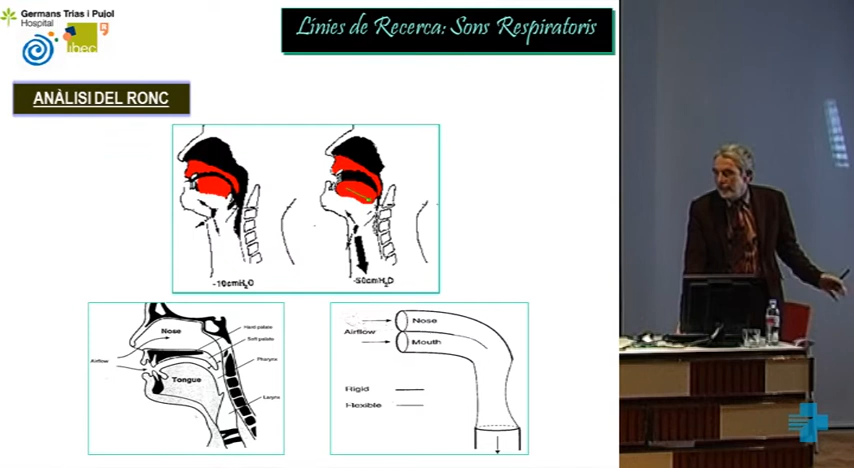 Germans Trias i Pujol
Hospital
ibec
Línies de Recerca: Sons Respiratoris
ANÀLISI DEL RONC
-10cmH2O
-50cmH2O
Nose
Hard palate
Soft palate
Airflow
Pharynx
Tongue
Larynx
Nose
Airflow
Mouth
Rigid
Flexible